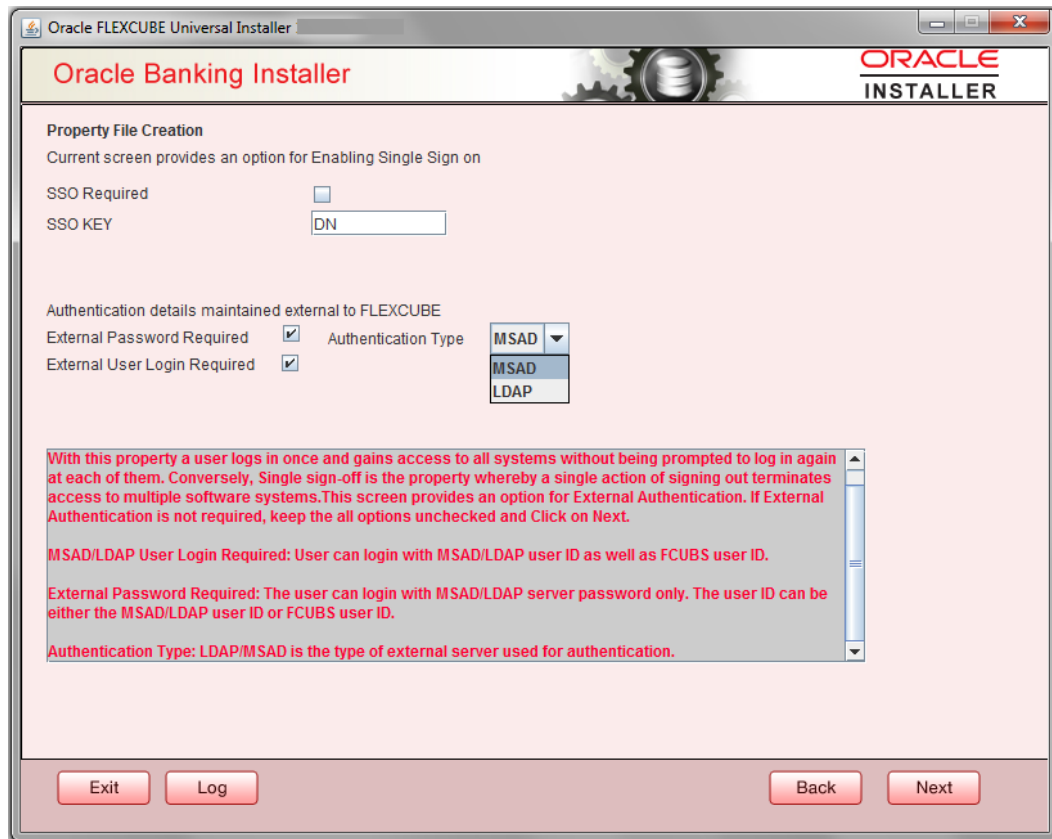 Oracle FLEXCUBE Universal Installer
Oracle Banking Installer
ORACLE
INSTALLER
Property File Creation
Current screen provides an option for Enabling Single Sign on
SSO Required
SSO KEY
DN
Authentication details maintained external to FLEXCUBE
External Password Required
Authentication Type
MSAD
External User Login Required
MSAD
LDAP
With this property a user logs in once and gains access to all systems without being prompted to log in again
at each of them. Conversely, Single sign-off is the property whereby a single action of signing out terminates
access to multiple software systems.This screen provides an option for External Authentication. If External
Authentication is not required, keep the all options unchecked and Click on Next.
MSAD/LDAP User Login Required: User can login with MSAD/LDAP user ID as well as FCUBS user ID.
External Password Required: The user can login with MSAD/LDAP server password only. The user ID can be
either the MSAD/LDAP user ID or FCUBS user ID.
Authentication Type: LDAP/MSAD is the type of external server used for authentication.
Exit
Log
Back
Next